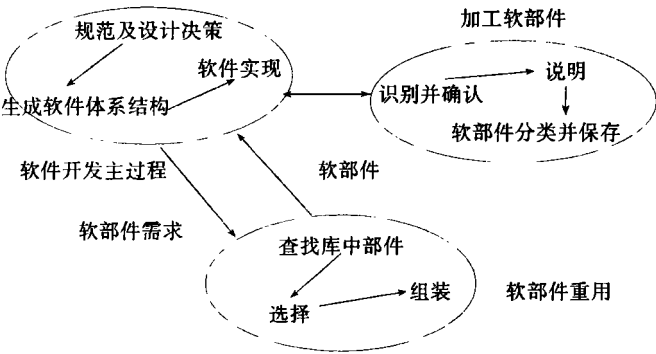 加工软部件
规范及设计决策
软件实现
说明
识别并确认
生成软件体系结构
软部件分类并保存
软件开发主过程
软部件
软部件需求
查找库中部件
组装
软部件重用
选择